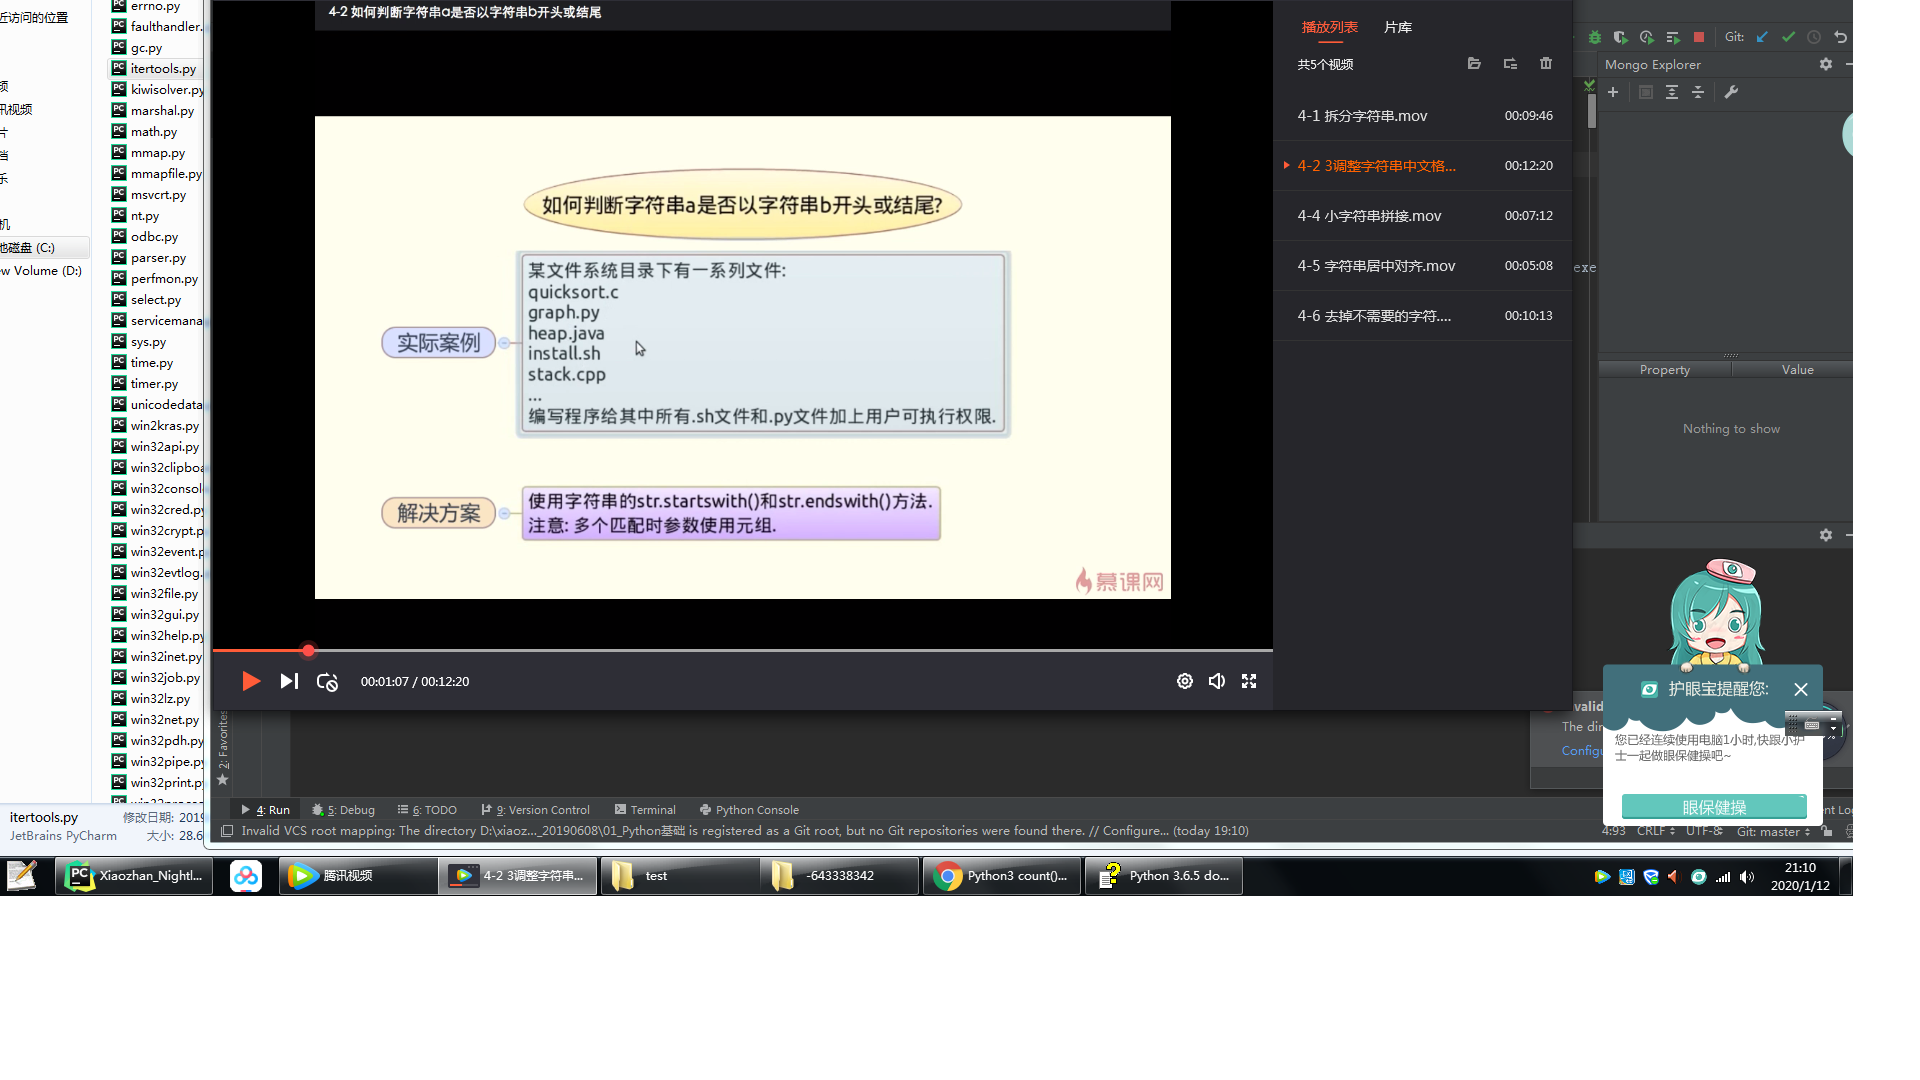 近访问的位置
频
讯视频
片
档
乐
机
地磁盘 (C:)
ew Volume (D:)
errno.py
faulthandler.
gc.py
itertools.py
kiwisolver.py
marshal.py
math.py
mmap.py
mmapfile.py
msvcrt.py
nt.py
odbc.py
parser.py
perfmon.py
select.py
servicemana
sys.py
time.py
timer.py
unicodedata
win2kras.py
win32api.py
win32clipboa
win32consol
win32cred.py
win32crypt.p
win32event.p
win32evtlog.
win32file.py
win32gui.py
win32help.py
win32inet.py
win32job.py
win32lz.py
win32net.py
win32pdh.py
win32pipe.py
win32print.py
itertools.py
修改日期: 2019
JetBrains PyCharm
大小: 28.6
4-2 如何判断字符串a是否以字符串b开头或结尾
如何判断字符串a是否以字符串b开头或结尾?
实际案例
某文件系统目录下有一系列文件:
quicksort.c
graph.py
heap.java
install.sh
stack.cpp
...
编写程序给其中所有.sh文件和.py文件加上用户可执行权限.
解决方案
使用字符串的str.startswith()和str.endswith()方法.
注意: 多个匹配时参数使用元组.
慕课网
00:01:07 / 00:12:20
播放列表
片库
共5个视频
4-1 拆分字符串.mov 00:09:46
4-2 3调整字符串中文格... 00:12:20
4-4 小字符串拼接.mov 00:07:12
4-5 字符串居中对齐.mov 00:05:08
4-6 去掉不需要的字符.... 00:10:13
Git:
Mongo Explorer
exe
Property
Value
Nothing to show
护眼宝提醒您:
您已经连续使用电脑1小时,快跟小护
士一起做眼保健操吧~
眼保健操
valid
The dir
Configu
2: Favorites
4: Run
5: Debug
6: TODO
9: Version Control
Terminal
Python Console
ent Log
Invalid VCS root mapping: The directory D:\xiaoz..._20190608\01_Python基础 is registered as a Git root, but no Git repositories were found there. // Configure... (today 19:10)
4:93 CRLF UTF-8 Git: master
Xiaozhan_Nightl...
腾讯视频
4-2 3调整字符串...
test
-643338342
Python3 count()...
Python 3.6.5 do...
21:10
2020/1/12